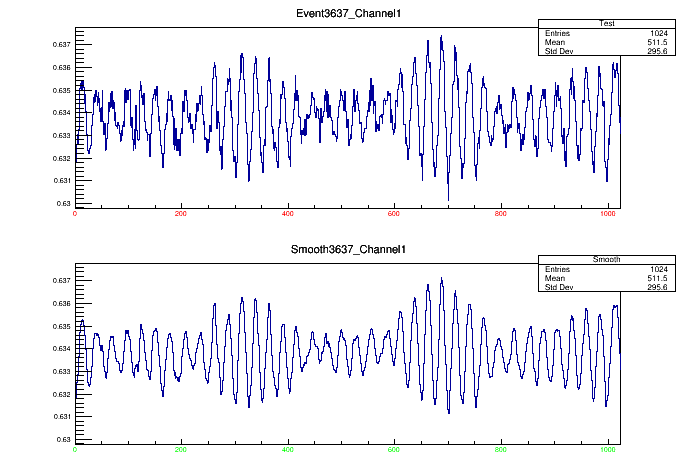 Event3637_Channel1
Test
Entries 1024
Mean 511.5
Std Dev 295.6
0.637
0.636
0.635
0.634
0.633
0.632
0.631
0.63
0 200 400 600 800 1000
Smooth3637_Channel1
Smooth
Entries 1024
Mean 511.5
Std Dev 295.6
0.637
0.636
0.635
0.634
0.633
0.632
0.631
0.63
0 200 400 600 800 1000